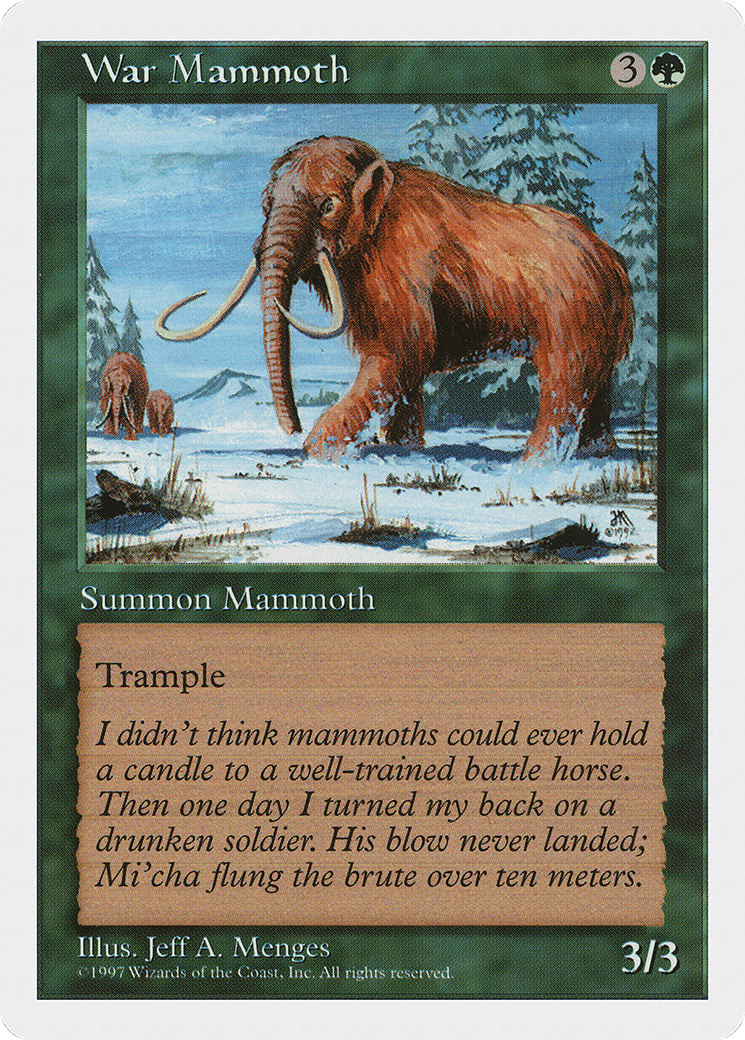 War Mammoth 3
JM
©1992
Summon Mammoth
Trample
I didn't think mammoths could ever hold
a candle to a well-trained battle horse.
Then one day I turned my back on a
drunken soldier. His blow never landed;
Mi'cha flung the brute over ten meters.
Illus. Jeff A. Menges
©1997 Wizards of the Coast, Inc. All rights reserved.
3/3